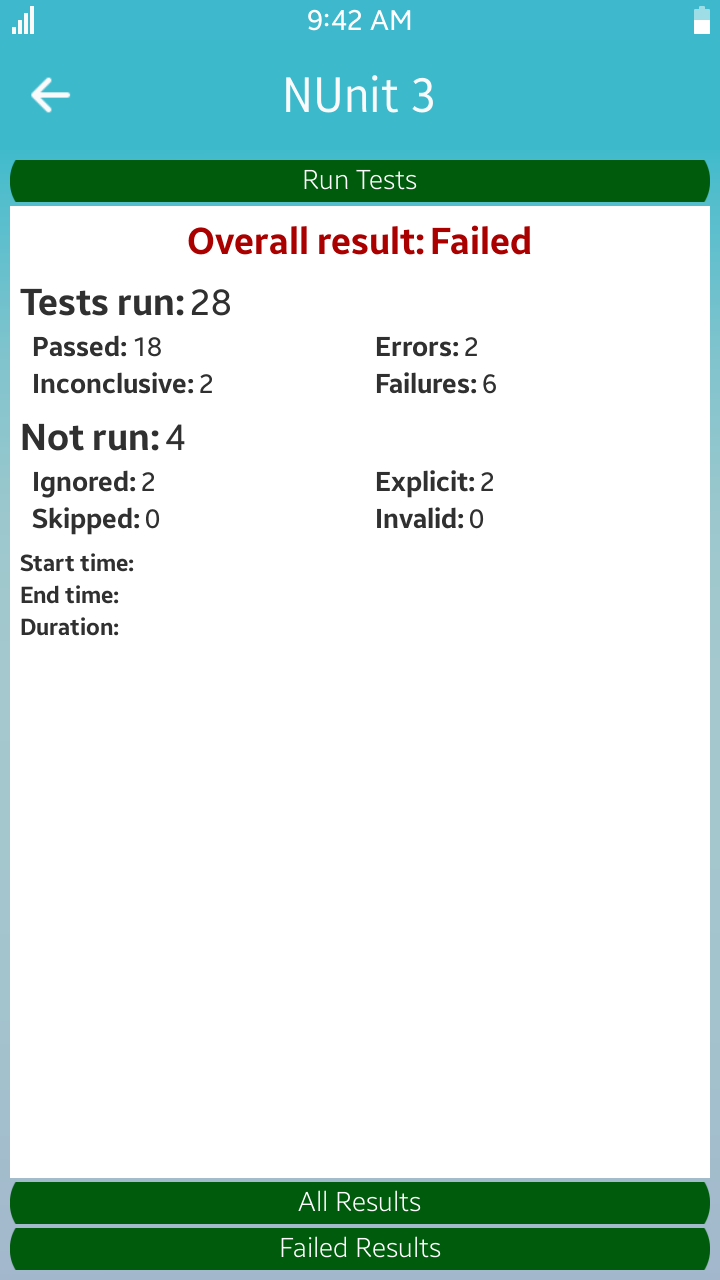 9:42 AM
NUnit 3
Run Tests
Overall result: Failed
Tests run: 28
Passed: 18 Errors: 2
Inconclusive: 2 Failures: 6
Not run: 4
Ignored: 2 Explicit: 2
Skipped: 0 Invalid: 0
Start time:
End time:
Duration:
All Results
Failed Results